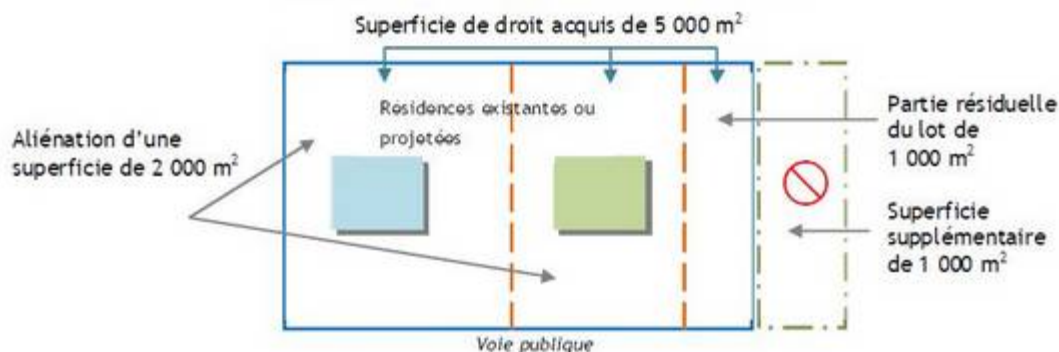 Superficie de droit acquis de 5 000 m²
Résidences existantes ou
projetées
Aliénation d’une
superficie de 2 000 m²
Partie résiduelle
du lot de
1 000 m²
Superficie
supplémentaire
de 1 000 m²
Voie publique